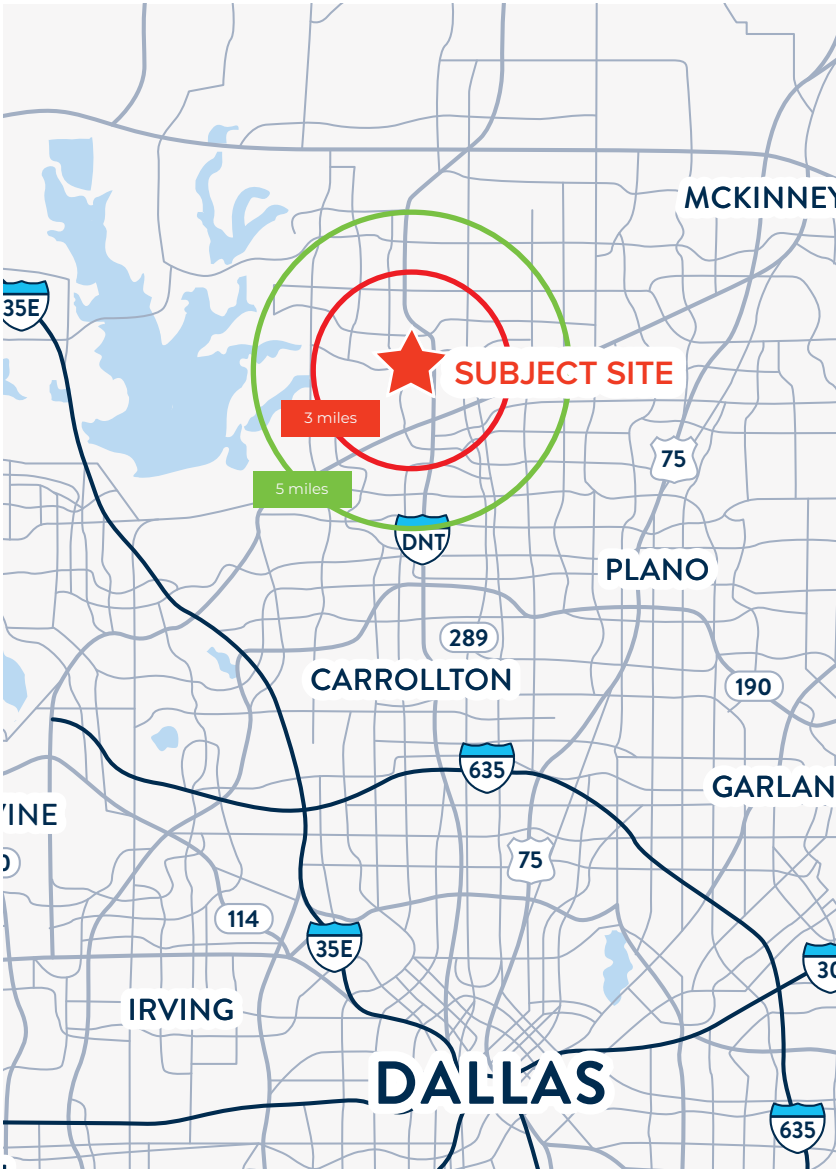 MCKINNEY
35E
SUBJECT SITE
3 miles
75
5 miles
DNT
PLANO
289
CARROLLTON
190
635
GARLAN
VINE
75
114
35E
30
IRVING
DALLAS
635